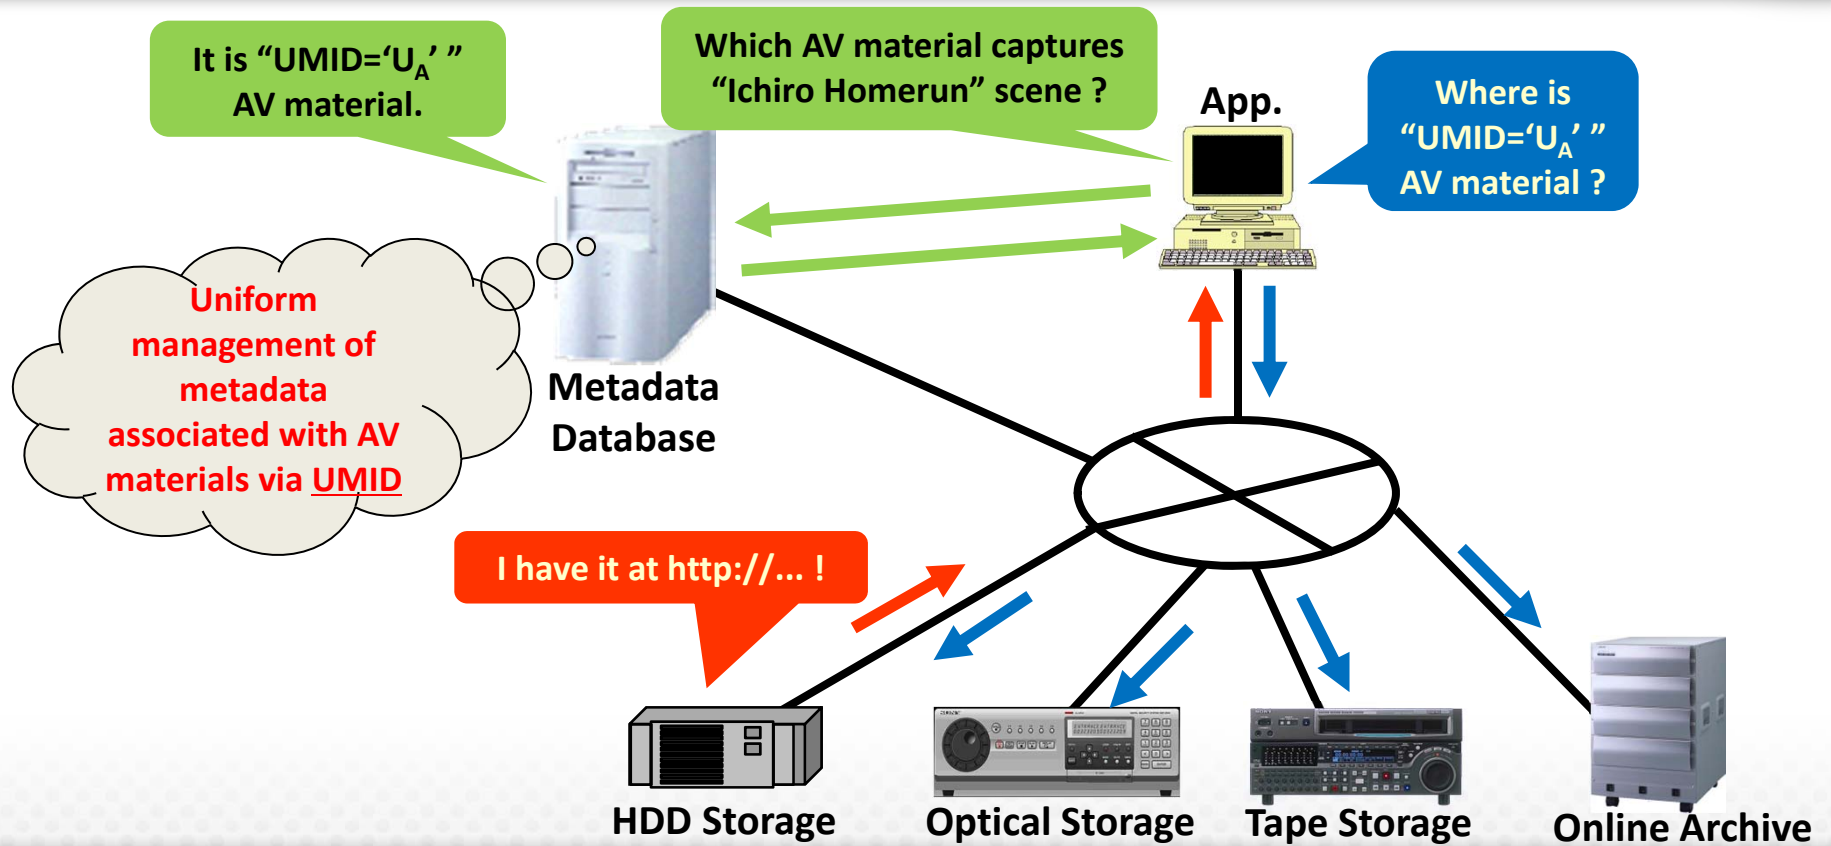 It is “UMID=‘UA’ ”
AV material.
Which AV material captures
“Ichiro Homerun” scene ?
App.
Where is
“UMID=‘UA’ ”
AV material ?
Uniform
management of
metadata
associated with AV
materials via UMID
Metadata
Database
I have it at http://... !
HDD Storage
Optical Storage
Tape Storage
Online Archive